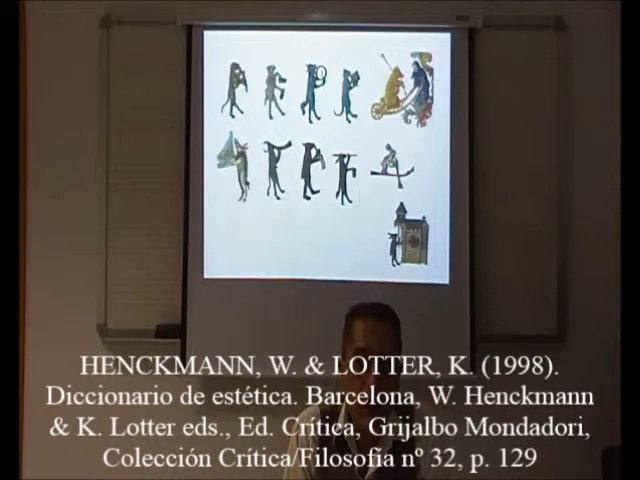 HENCKMANN, W. & LOTTER, K. (1998).
Diccionario de estética. Barcelona, W. Henckmann
& K. Lotter eds., Ed. Crítica, Grijalbo Mondadori,
Colección Crítica/Filosofía nº 32, p. 129